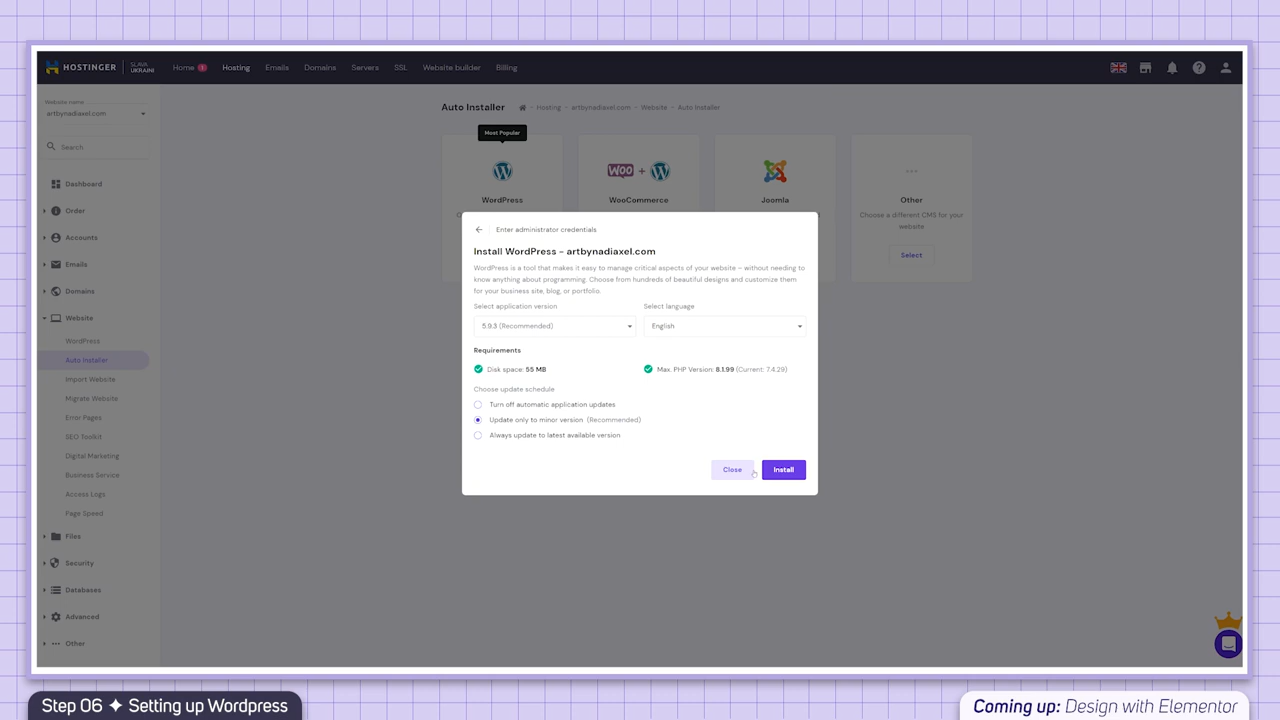 HOSTINGER
SLAVA
UKRAINI
Home 1 Hosting Emails Domains Servers SSL Website builder Billing
Website name
artbynadiaxel.com
Search
Dashboard
Order
Accounts
Emails
Domains
Website
WordPress
Auto Installer
Import Website
Migrate Website
Error Pages
SEO Toolkit
Digital Marketing
Business Service
Access Logs
Page Speed
Files
Security
Databases
Advanced
Other
Auto Installer
- Hosting - artbynadiaxel.com - Website - Auto Installer
Most Popular
WordPress
WOO + W
WooCommerce
Joomla
Other
Choose a different CMS for your
website
Select
Enter administrator credentials
Install WordPress - artbynadiaxel.com
WordPress is a tool that makes it easy to manage critical aspects of your website – without needing to
know anything about programming. Choose from hundreds of beautiful designs and customize them
for your business site, blog, or portfolio.
Select application version
5.9.3 (Recommended)
Select language
English
Requirements
Disk space: 55 MB
Max. PHP Version: 8.1.99 (Current: 7.4.29)
Choose update schedule
Turn off automatic application updates
Update only to minor version (Recommended)
Always update to latest available version
Close
Install
Step 06 ✦ Setting up Wordpress
Coming up: Design with Elementor